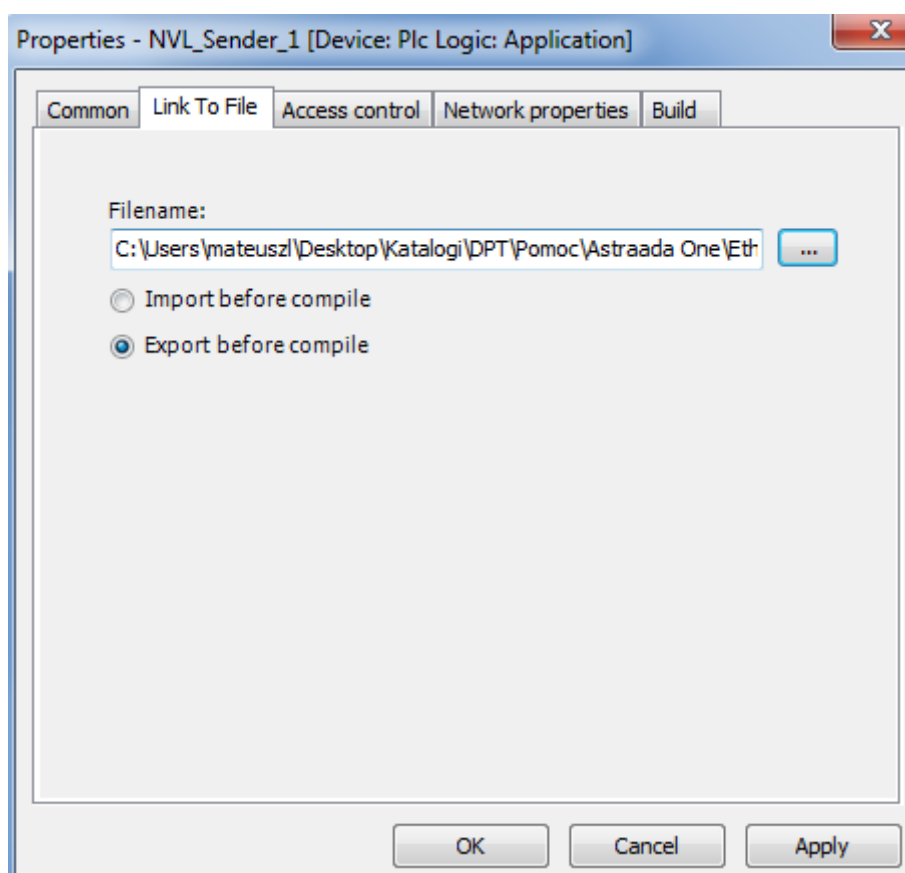 Properties - NVL_Sender_1 [Device: Plc Logic: Application]
x
Common Link To File Access control Network properties Build
Filename:
C:\Users\mateuszl\Desktop\Katalogi\DPT\Pomoc\Astraada One\Eth ...
Import before compile
Export before compile
OK Cancel Apply